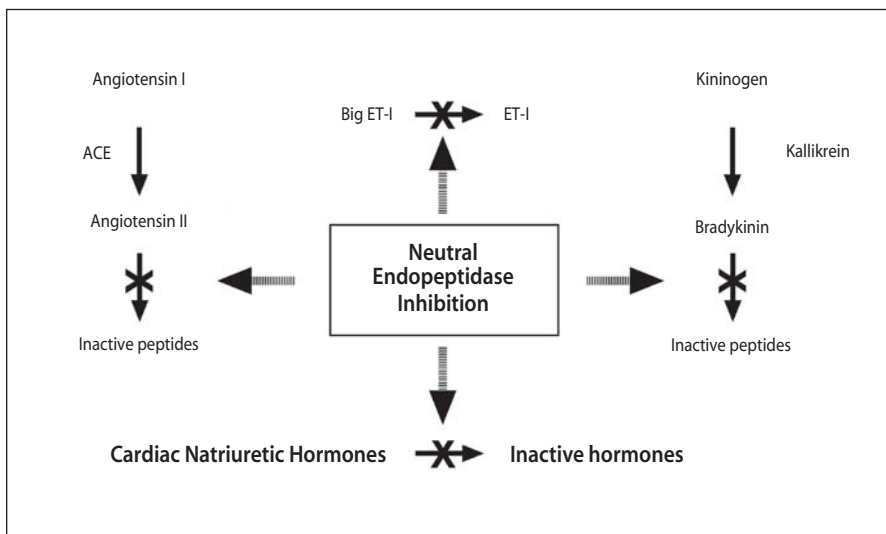 Angiotensin I
ACE
Angiotensin II
Inactive peptides
Big ET-I
ET-I
Neutral
Endopeptidase
Inhibition
Kininogen
Kallikrein
Bradykinin
Inactive peptides
Cardiac Natriuretic Hormones
Inactive hormones